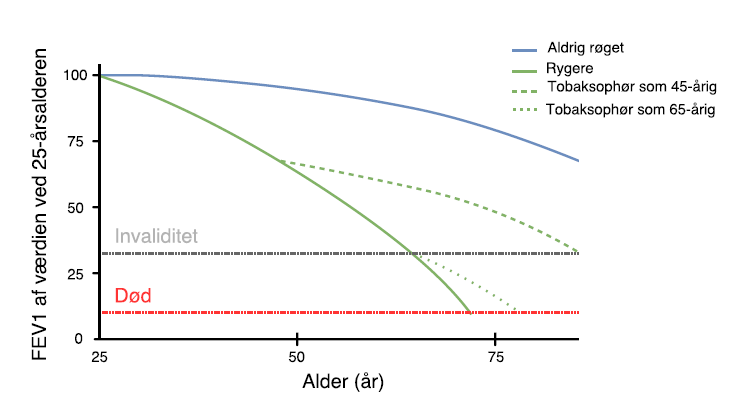 Aldrig røget
Rygere
Tobaksophør som 45-årig
Tobaksophør som 65-årig
FEV1 af værdien ved 25-årsalderen
100
75
50
25
0
Invaliditet
Død
25
50
75
Alder (år)